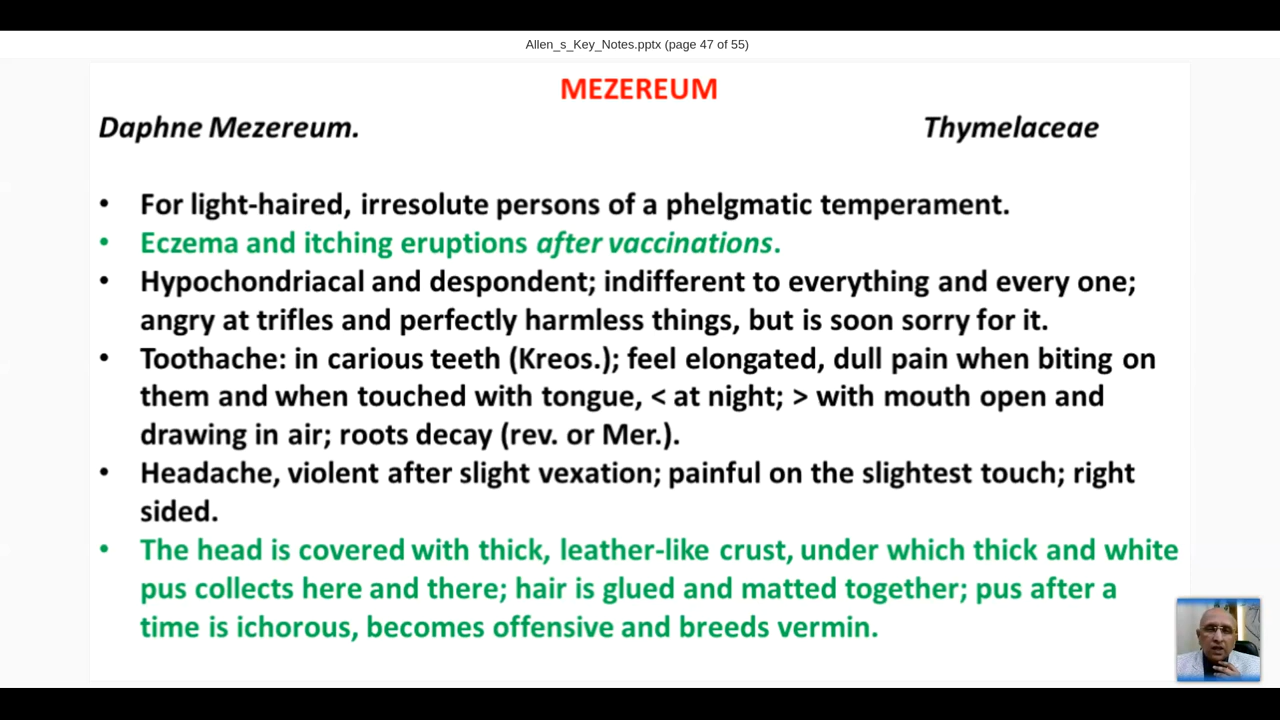 Allen_s_Key_Notes.pptx (page 47 of 55)
MEZEREUM
Daphne Mezereum. Thymelaceae
• For light-haired, irresolute persons of a phelgmatic temperament.
• Eczema and itching eruptions after vaccinations.
• Hypochondriacal and despondent; indifferent to everything and every one;
angry at trifles and perfectly harmless things, but is soon sorry for it.
• Toothache: in carious teeth (Kreos.); feel elongated, dull pain when biting on
them and when touched with tongue, < at night; > with mouth open and
drawing in air; roots decay (rev. or Mer.).
• Headache, violent after slight vexation; painful on the slightest touch; right
sided.
• The head is covered with thick, leather-like crust, under which thick and white
pus collects here and there; hair is glued and matted together; pus after a
time is ichorous, becomes offensive and breeds vermin.